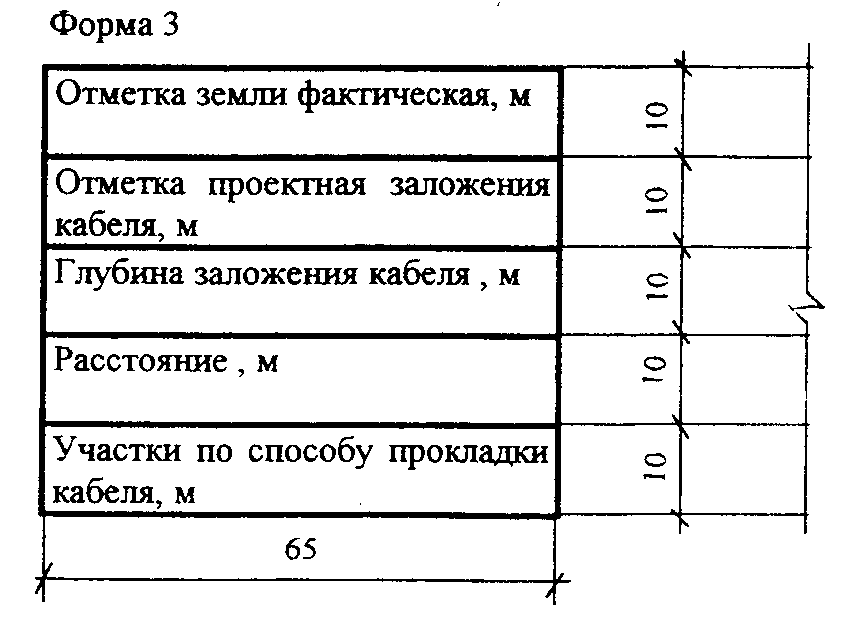 Форма 3
Отметка земли фактическая, м
10
Отметка проектная заложения
кабеля, м
10
Глубина заложения кабеля , м
10
Расстояние , м
10
Участки по способу прокладки
кабеля, м
10
65